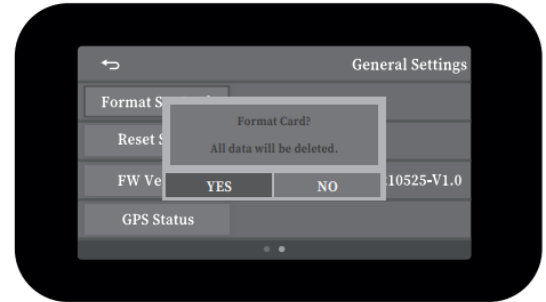 General Settings
Format S
Format Card?
All data will be deleted.
Reset
FW Ve
YES
NO
10525-V1.0
GPS Status